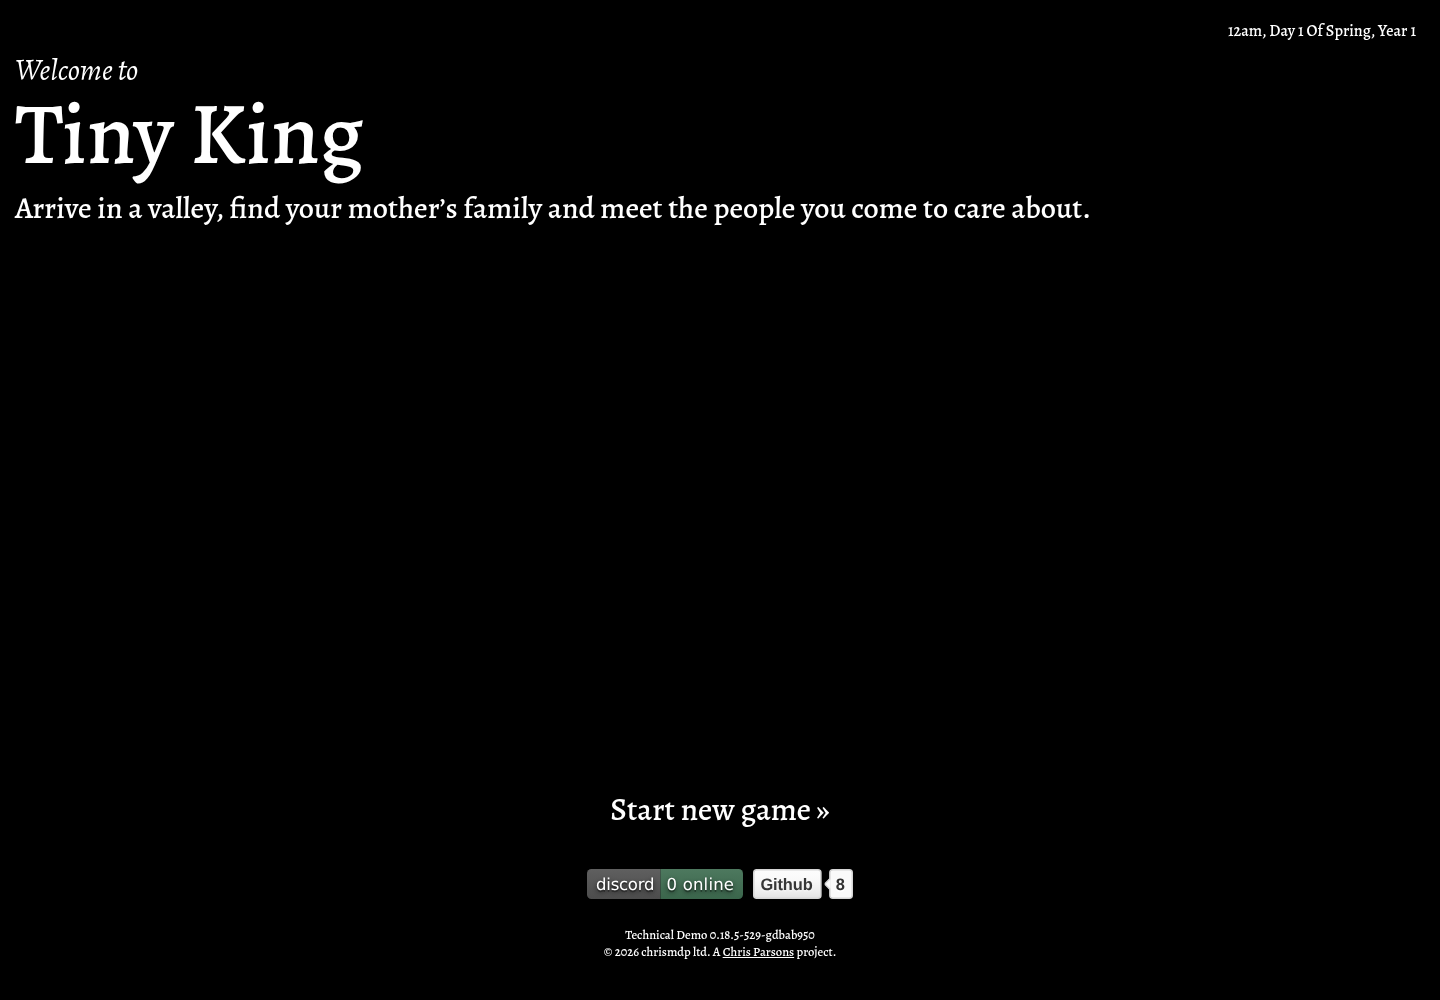 12am, Day 1 Of Spring, Year 1
Welcome to
Tiny King
Arrive in a valley, find your mother’s family and meet the people you come to care about.
Start new game »
discord 0 online Github 8
Technical Demo 0.18.5-529-gdbab950
© 2026 chrismdp ltd. A Chris Parsons project.